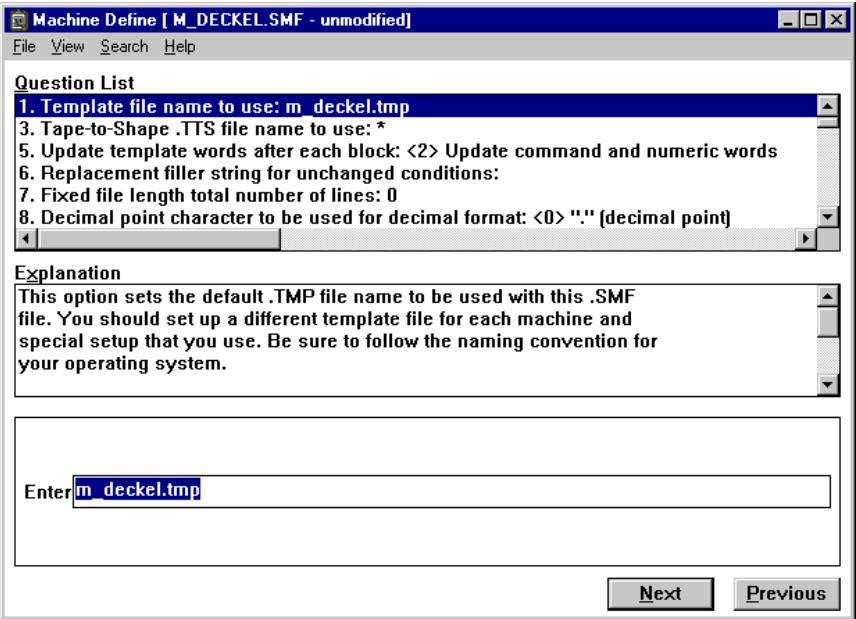 Machine Define [ M_DECKEL.SMF - unmodified]
File View Search Help
Question List
1. Template file name to use: m_deckel.tmp
3. Tape-to-Shape .TTS file name to use: *
5. Update template words after each block: <2> Update command and numeric words
6. Replacement filler string for unchanged conditions:
7. Fixed file length total number of lines: 0
8. Decimal point character to be used for decimal format: <0> "." (decimal point)
Explanation
This option sets the default .TMP file name to be used with this .SMF
file. You should set up a different template file for each machine and
special setup that you use. Be sure to follow the naming convention for
your operating system.
Enter m_deckel.tmp
Next Previous